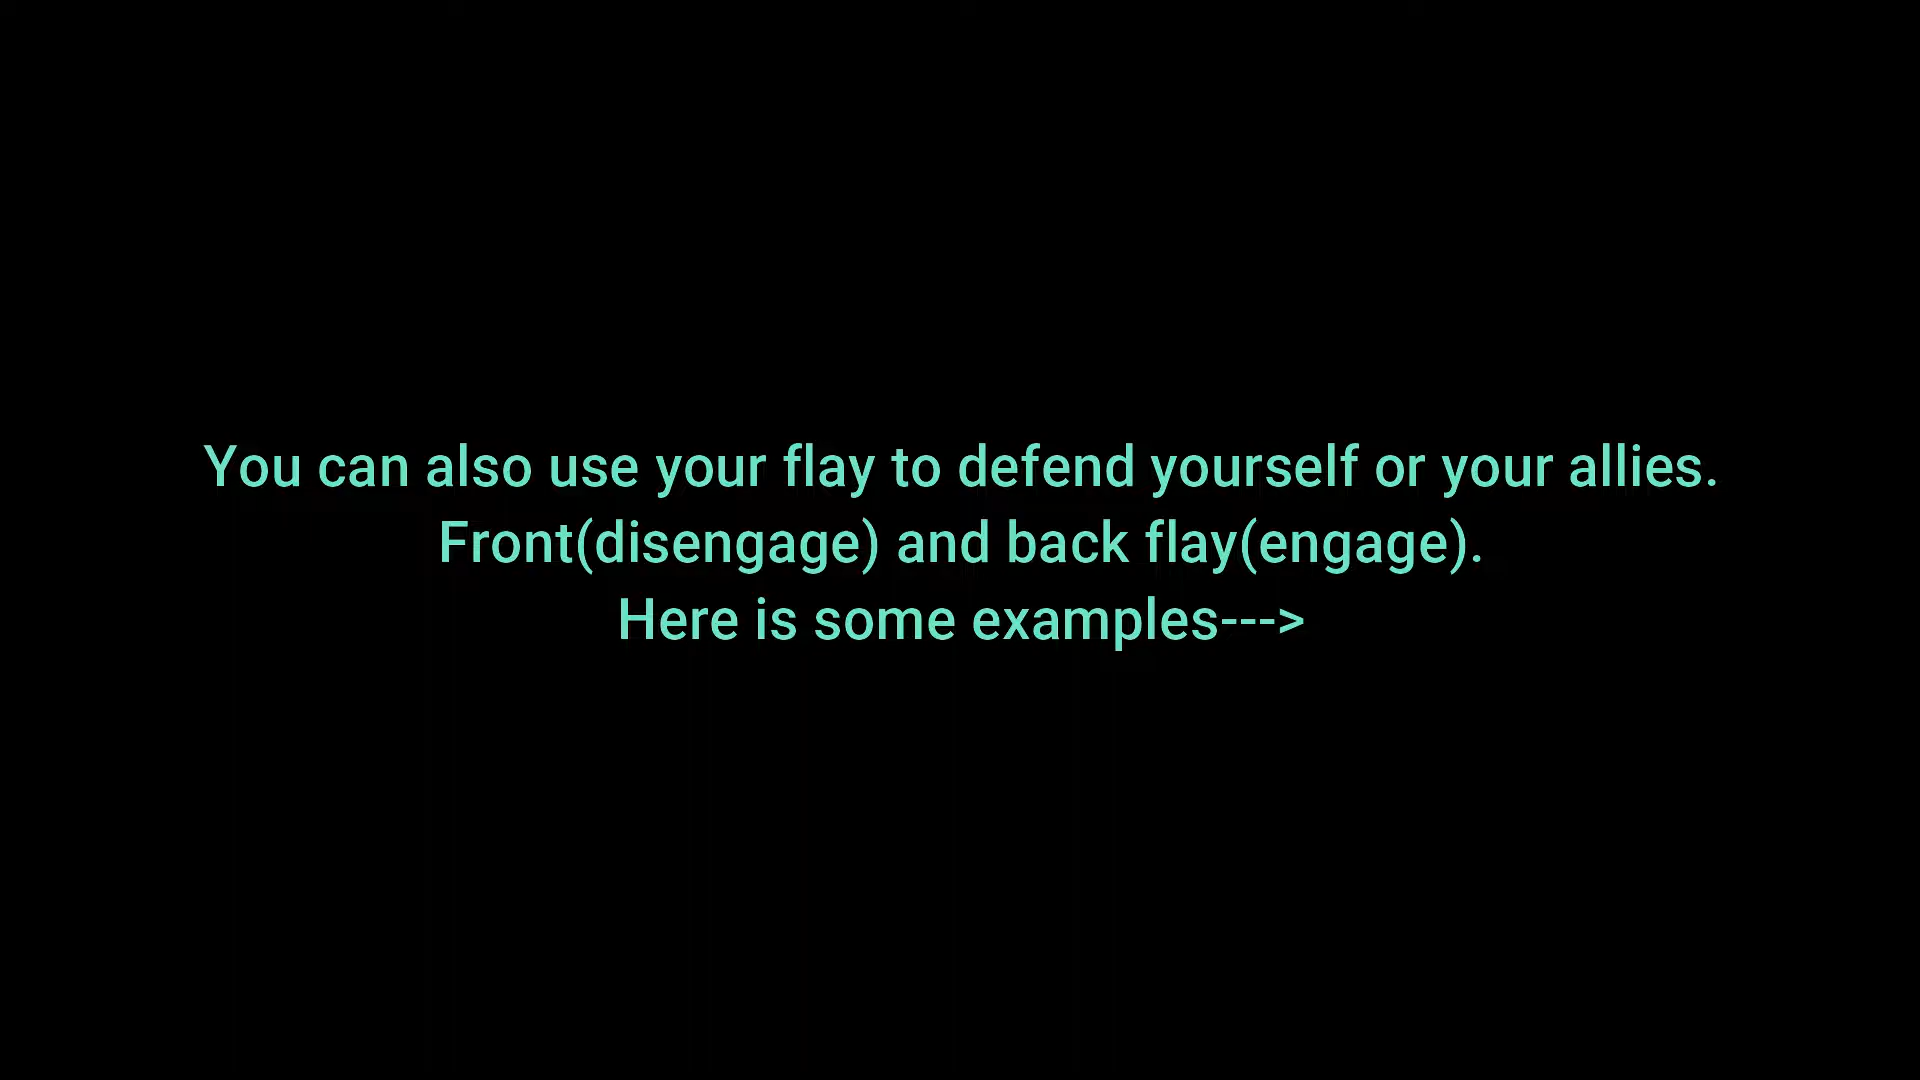 You can also use your flay to defend yourself or your allies.
Front(disengage) and back flay(engage).
Here is some examples--->